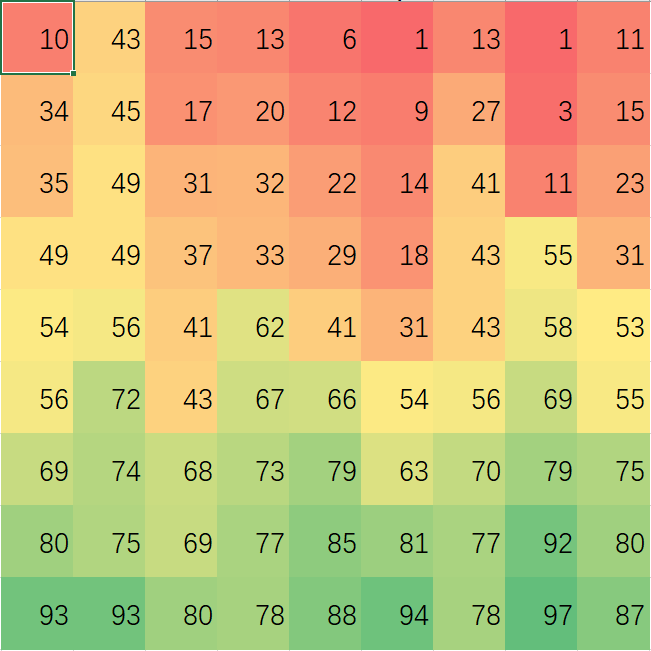 10 43 15 13 6 1 13 1 11
34 45 17 20 12 9 27 3 15
35 49 31 32 22 14 41 11 23
49 49 37 33 29 18 43 55 31
54 56 41 62 41 31 43 58 53
56 72 43 67 66 54 56 69 55
69 74 68 73 79 63 70 79 75
80 75 69 77 85 81 77 92 80
93 93 80 78 88 94 78 97 87